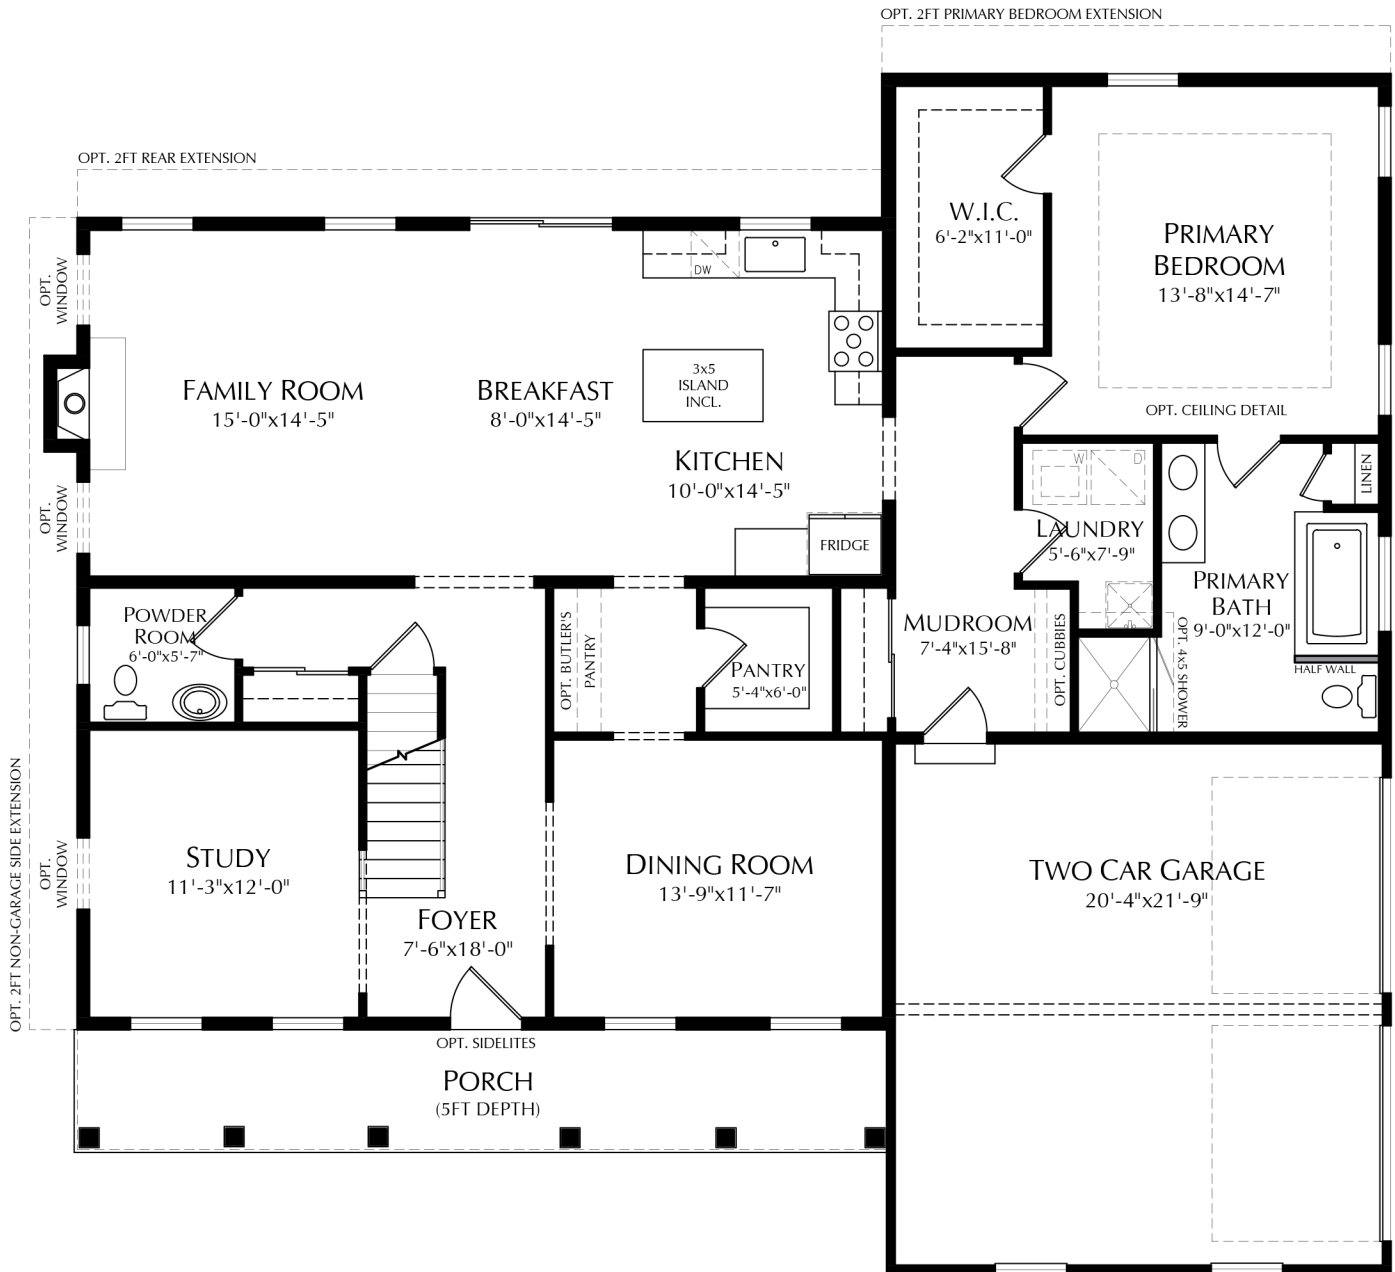 OPT. 2FT PRIMARY BEDROOM EXTENSION
OPT. 2FT REAR EXTENSION
W.I.C.
6'-2"x11'-0"
PRIMARY
BEDROOM
13'-8"x14'-7"
OPT. CEILING DETAIL
OPT.
WINDOW
DW
FAMILY ROOM
15'-0"x14'-5"
BREAKFAST
8'-0"x14'-5"
3x5
ISLAND
INCL.
KITCHEN
10'-0"x14'-5"
FRIDGE
OPT.
WINDOW
W
D
LAUNDRY
5'-6"x7'-9"
LINEN
PRIMARY
BATH
9'-0"x12'-0"
HALF WALL
OPT. 4x5 SHOWER
POWDER
ROOM
6'-0"x5'-7"
OPT. BUTLER'S
PANTRY
PANTRY
5'-4"x6'-0"
MUDROOM
7'-4"x15'-8"
OPT. CUBBIES
OPT. 2FT NON-GARAGE SIDE EXTENSION
OPT.
WINDOW
STUDY
11'-3"x12'-0"
FOYER
7'-6"x18'-0"
DINING ROOM
13'-9"x11'-7"
TWO CAR GARAGE
20'-4"x21'-9"
OPT. SIDELITES
PORCH
(5FT DEPTH)